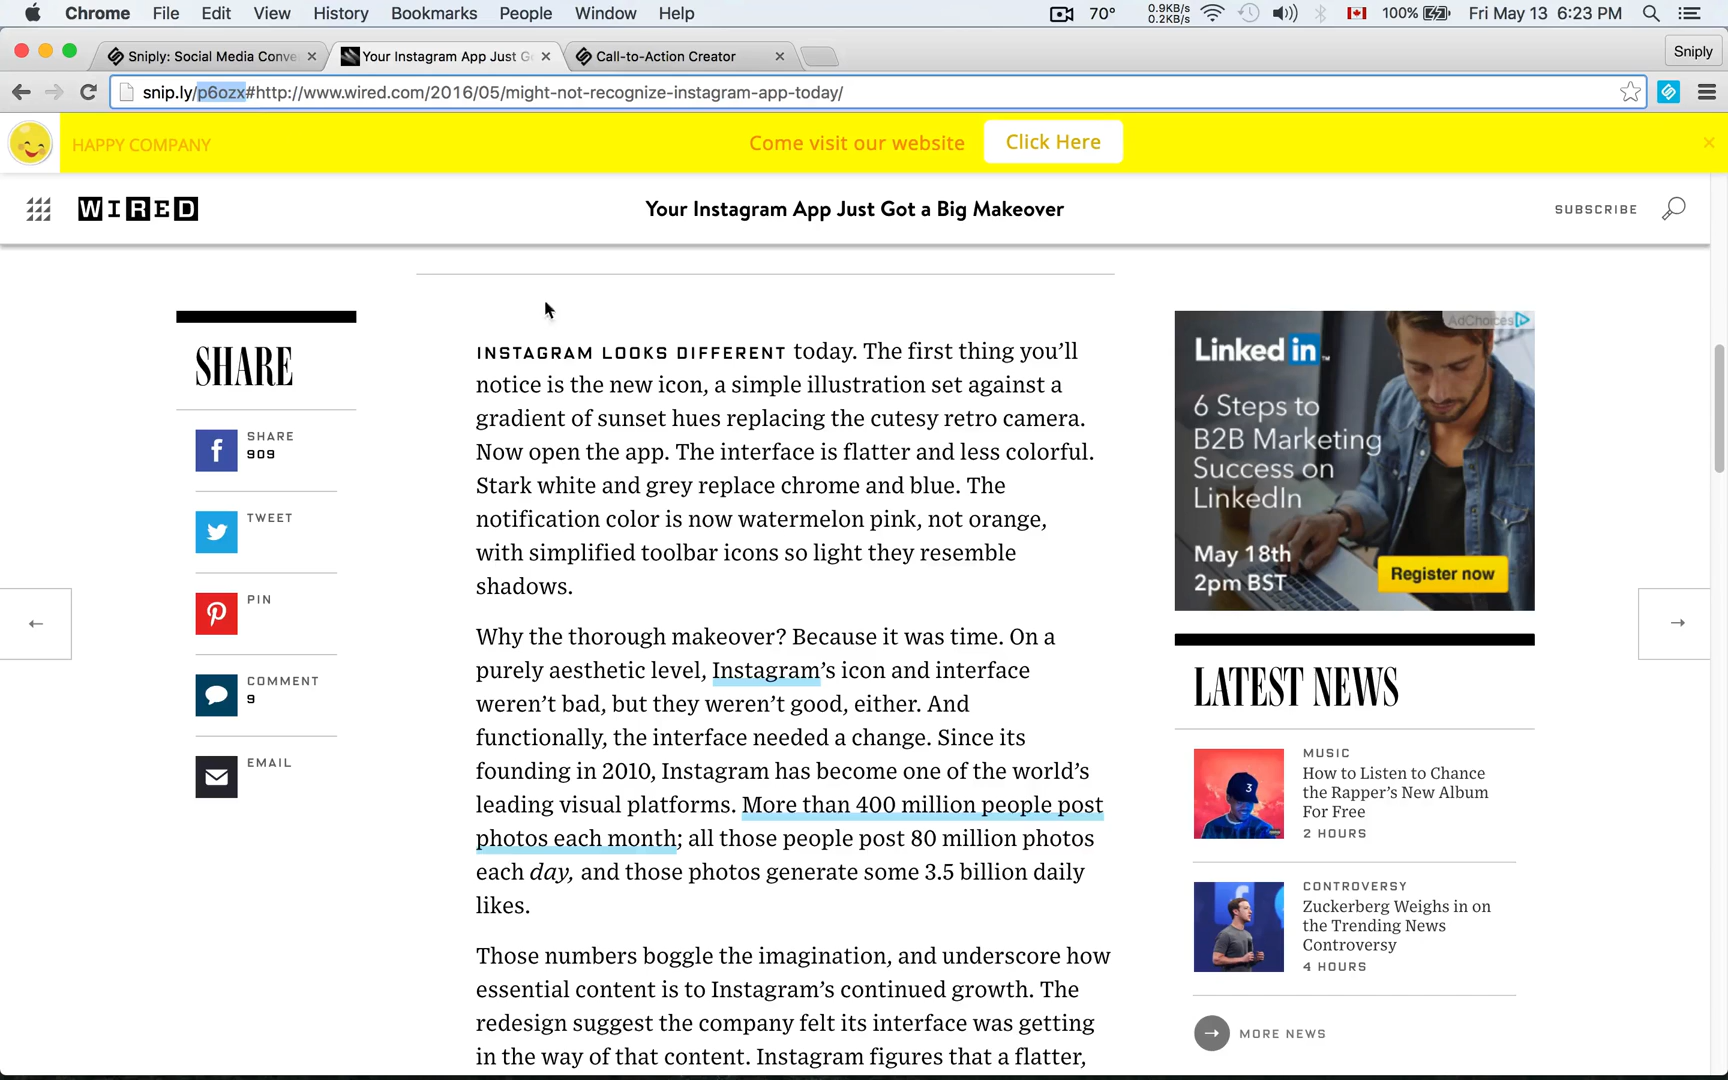 Chrome File Edit View History Bookmarks People Window Help
70° 0.9KB/s 0.2KB/s 100% Fri May 13 6:23 PM
Sniply: Social Media Conve
Your Instagram App Just G
Call-to-Action Creator
Sniply
snip.ly/p6ozx#http://www.wired.com/2016/05/might-not-recognize-instagram-app-today/
HAPPY COMPANY
Come visit our website
Click Here
WIRED
Your Instagram App Just Got a Big Makeover
SUBSCRIBE
SHARE
SHARE
909
TWEET
PIN
COMMENT
9
EMAIL
INSTAGRAM LOOKS DIFFERENT today. The first thing you’ll
notice is the new icon, a simple illustration set against a
gradient of sunset hues replacing the cutesy retro camera.
Now open the app. The interface is flatter and less colorful.
Stark white and grey replace chrome and blue. The
notification color is now watermelon pink, not orange,
with simplified toolbar icons so light they resemble
shadows.
Why the thorough makeover? Because it was time. On a
purely aesthetic level, Instagram’s icon and interface
weren’t bad, but they weren’t good, either. And
functionally, the interface needed a change. Since its
founding in 2010, Instagram has become one of the world’s
leading visual platforms. More than 400 million people post
photos each month; all those people post 80 million photos
each day, and those photos generate some 3.5 billion daily
likes.
Those numbers boggle the imagination, and underscore how
essential content is to Instagram’s continued growth. The
redesign suggest the company felt its interface was getting
in the way of that content. Instagram figures that a flatter,
AdChoices
Linked in
6 Steps to
B2B Marketing
Success on
LinkedIn
May 18th
2pm BST
Register now
LATEST NEWS
3
MUSIC
How to Listen to Chance
the Rapper’s New Album
For Free
2 HOURS
CONTROVERSY
Zuckerberg Weighs in on
the Trending News
Controversy
4 HOURS
MORE NEWS